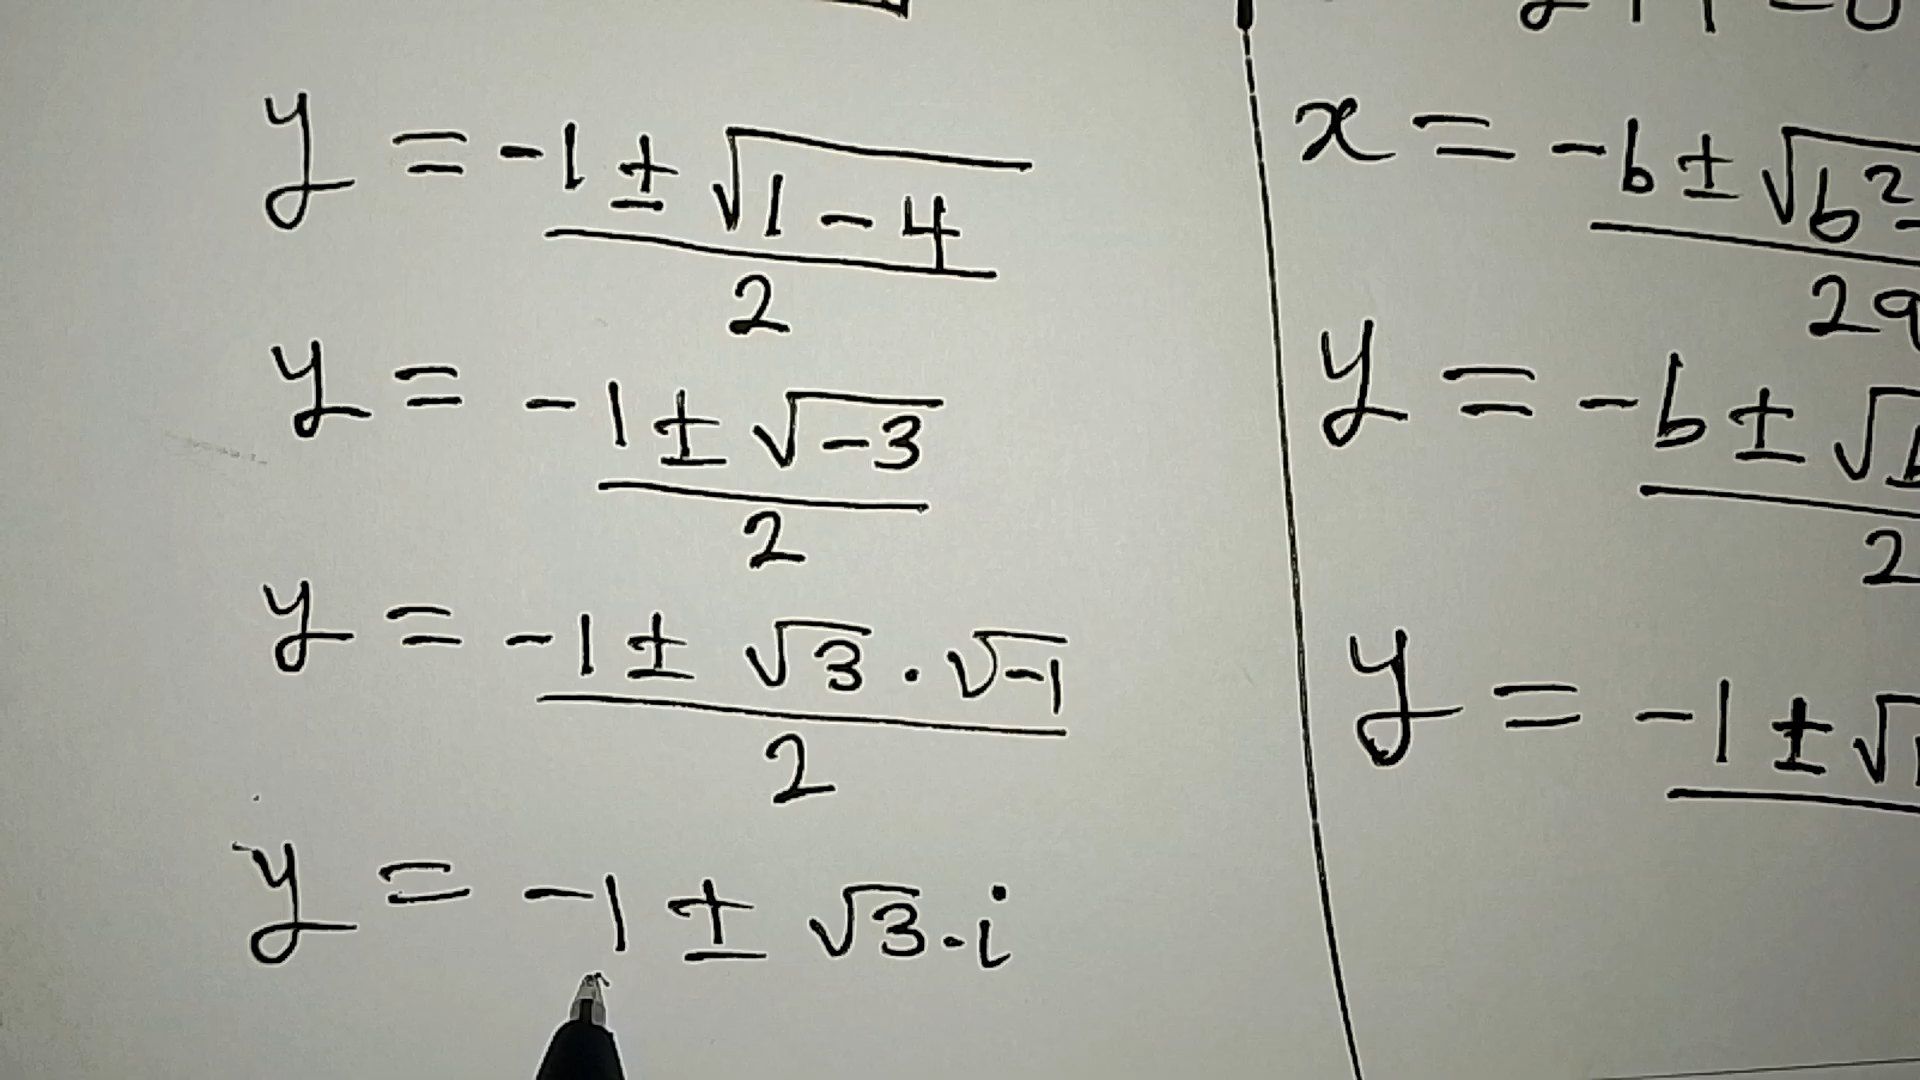 y = -1 ± √(1 - 4) / 2
y = -1 ± √(-3) / 2
y = -1 ± √3 · √(-1) / 2
y = -1 ± √3 · i
x = -b ± √(b² - / 2a
y = -b ± √ / 2
y = -1 ± √